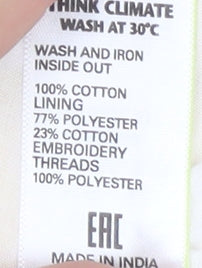 THINK CLIMATE
WASH AT 30°C
WASH AND IRON
INSIDE OUT
100% COTTON
LINING
77% POLYESTER
23% COTTON
EMBROIDERY
THREADS
100% POLYESTER
EAC
MADE IN INDIA